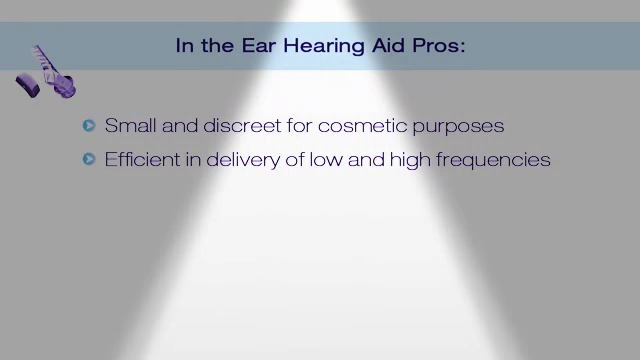 In the Ear Hearing Aid Pros:
Small and discreet for cosmetic purposes
Efficient in delivery of low and high frequencies